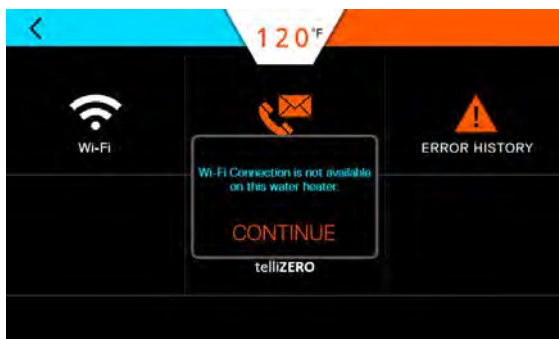 120°F
Wi-Fi
ERROR HISTORY
Wi-Fi Connection is not available
on this water heater.
CONTINUE
telliZERO